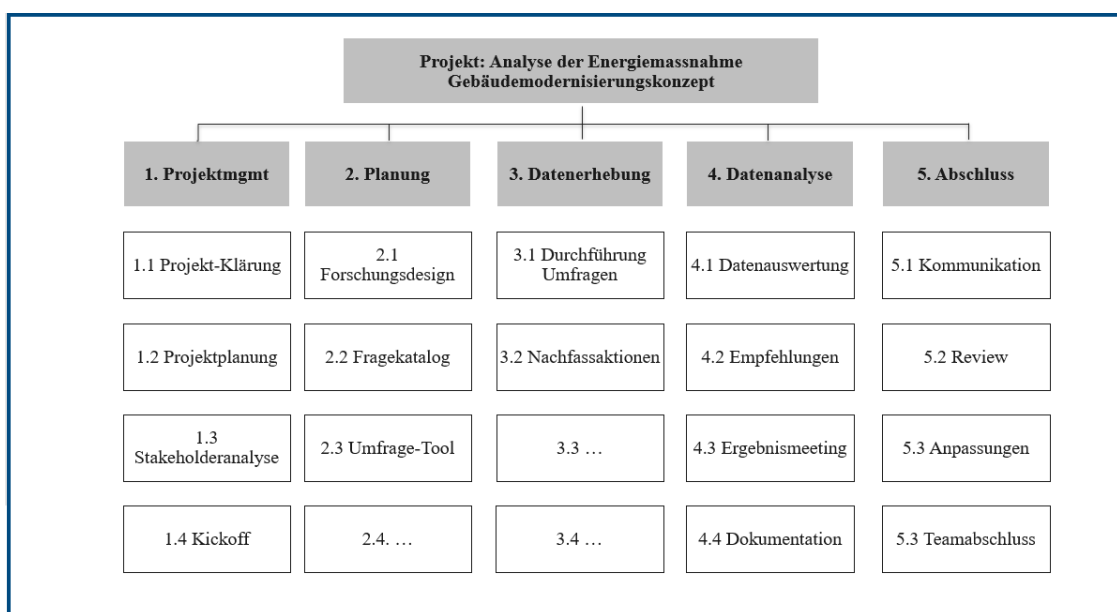 Projekt: Analyse der Energiemassnahme
Gebäudemodernisierungskonzept
1. Projektmgmt
2. Planung
3. Datenerhebung
4. Datenanalyse
5. Abschluss
1.1 Projekt-Klärung
2.1
Forschungsdesign
3.1 Durchführung
Umfragen
4.1 Datenauswertung
5.1 Kommunikation
1.2 Projektplanung
2.2 Fragekatalog
3.2 Nachfassaktionen
4.2 Empfehlungen
5.2 Review
1.3
Stakeholderanalyse
2.3 Umfrage-Tool
3.3 …
4.3 Ergebnismeeting
5.3 Anpassungen
1.4 Kickoff
2.4. …
3.4 …
4.4 Dokumentation
5.3 Teamabschluss